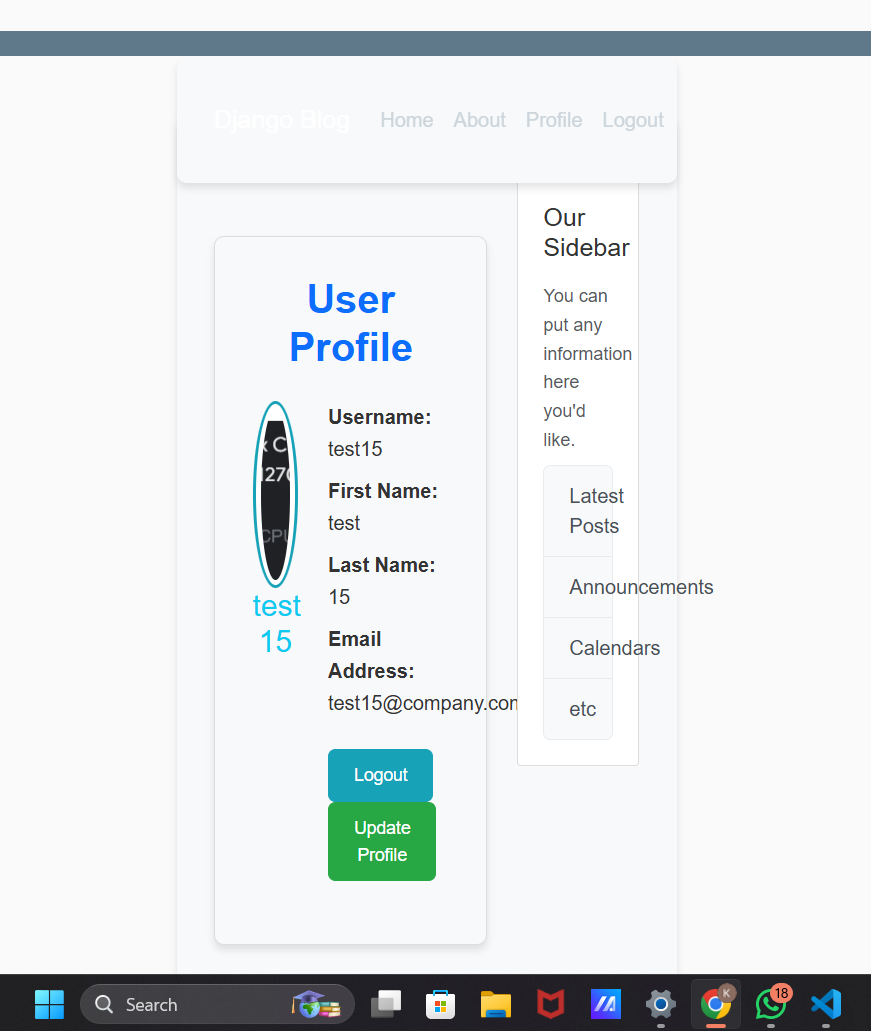 Django Blog Home About Profile Logout
Our
Sidebar
You can
put any
information
here
you'd
like.
Latest
Posts
Announcements
Calendars
etc
User
Profile
x C
1270
CPU
test
15
Username:
test15
First Name:
test
Last Name:
15
Email
Address:
test15@company.com
Logout
Update
Profile
Search
K
18